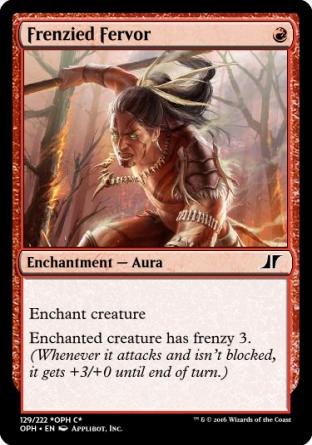 Frenzied Fervor
Enchantment — Aura
Enchant creature
Enchanted creature has frenzy 3.
(Whenever it attacks and isn't blocked,
it gets +3/+0 until end of turn.)
129/222 *OPH C*
OPH • EN Applibot, Inc.
™ & © 2016 Wizards of the Coast